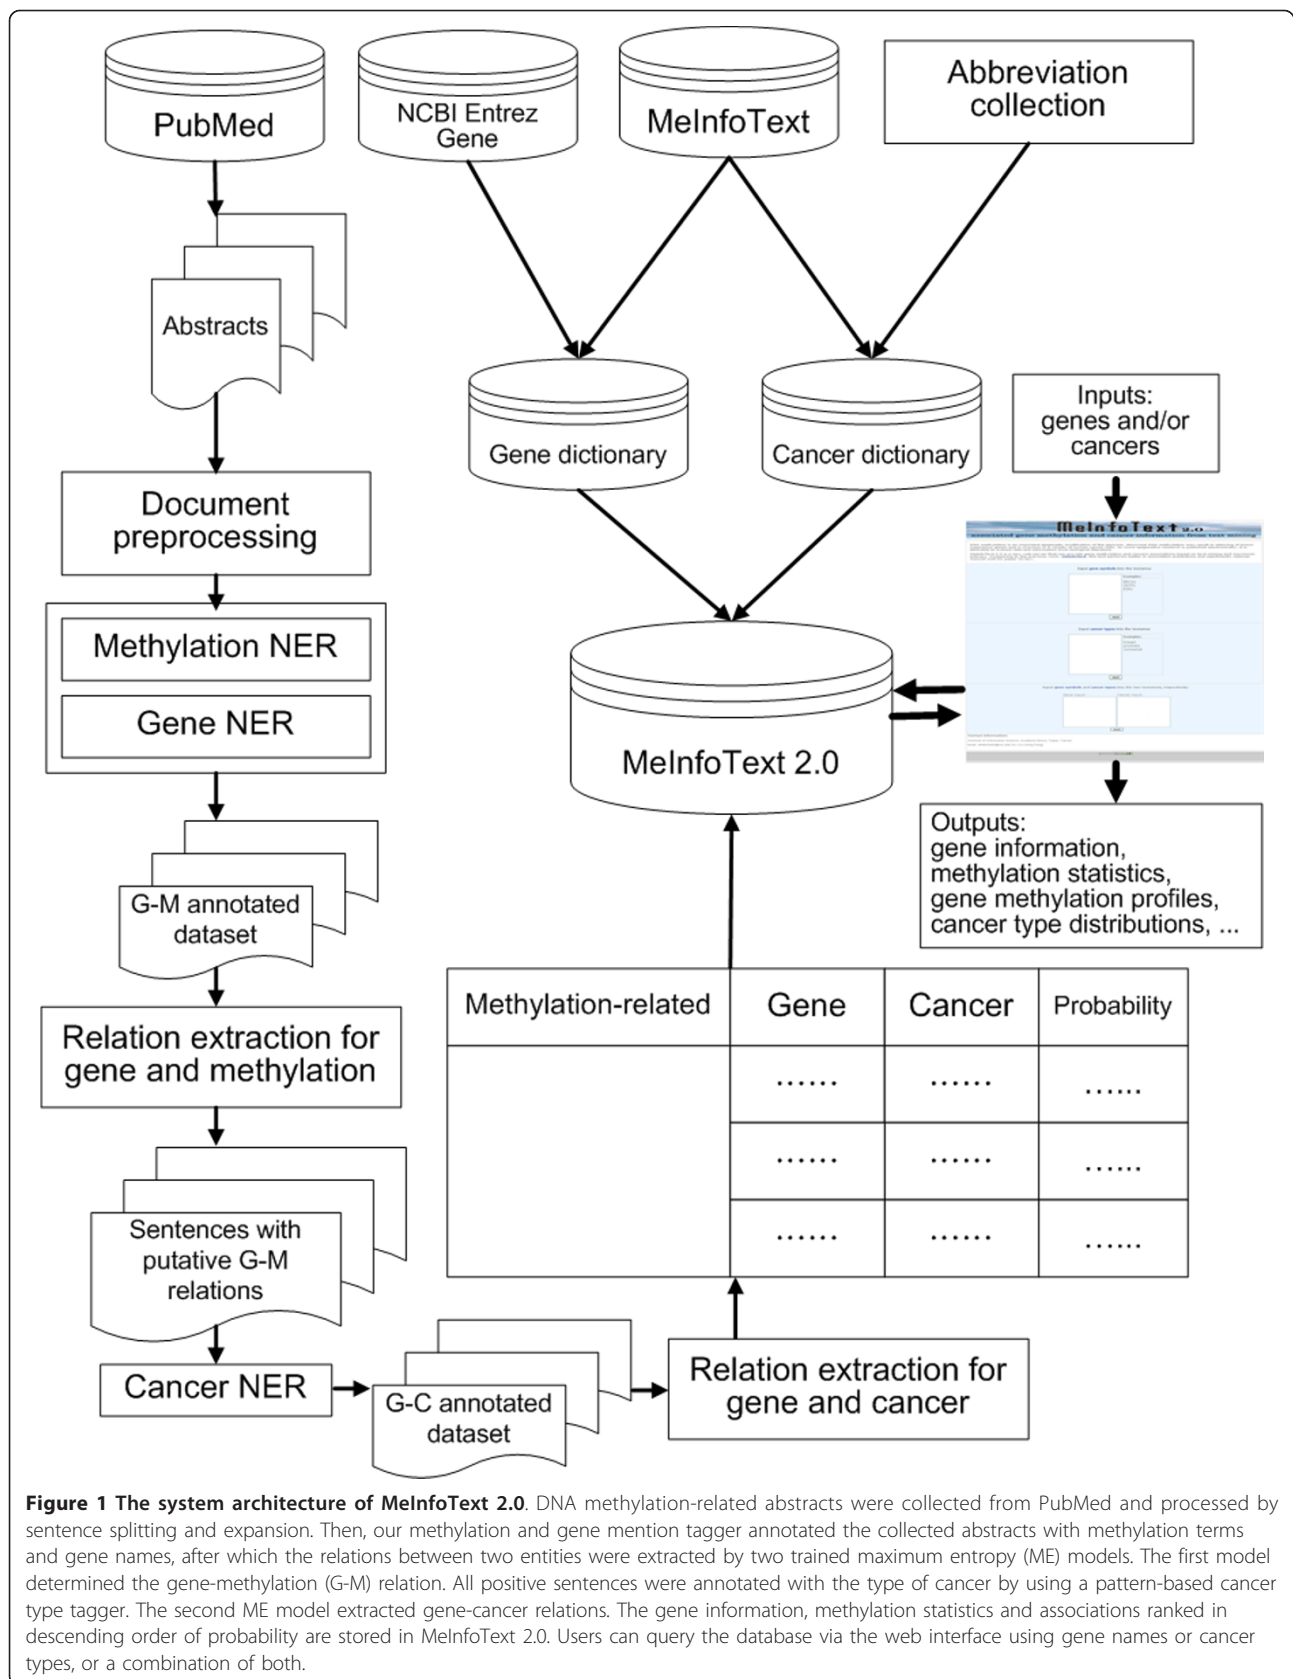 PubMed
NCBI Entrez
Gene
MeInfoText
Abbreviation
collection
Abstracts
Gene dictionary
Cancer dictionary
Inputs:
genes and/or
cancers
Document
preprocessing
MeInfoText 2.0
Methylation NER
Gene NER
MeInfoText 2.0
Outputs:
gene information,
methylation statistics,
gene methylation profiles,
cancer type distributions, ...
G-M annotated
dataset
Methylation-related
Gene
Cancer
Probability
...... ...... ......
...... ...... ......
...... ...... ......
Relation extraction for
gene and methylation
Sentences with
putative G-M
relations
Cancer NER
G-C annotated
dataset
Relation extraction for
gene and cancer
Figure 1 The system architecture of MeInfoText 2.0. DNA methylation-related abstracts were collected from PubMed and processed by
sentence splitting and expansion. Then, our methylation and gene mention tagger annotated the collected abstracts with methylation terms
and gene names, after which the relations between two entities were extracted by two trained maximum entropy (ME) models. The first model
determined the gene-methylation (G-M) relation. All positive sentences were annotated with the type of cancer by using a pattern-based cancer
type tagger. The second ME model extracted gene-cancer relations. The gene information, methylation statistics and associations ranked in
descending order of probability are stored in MeInfoText 2.0. Users can query the database via the web interface using gene names or cancer
types, or a combination of both.